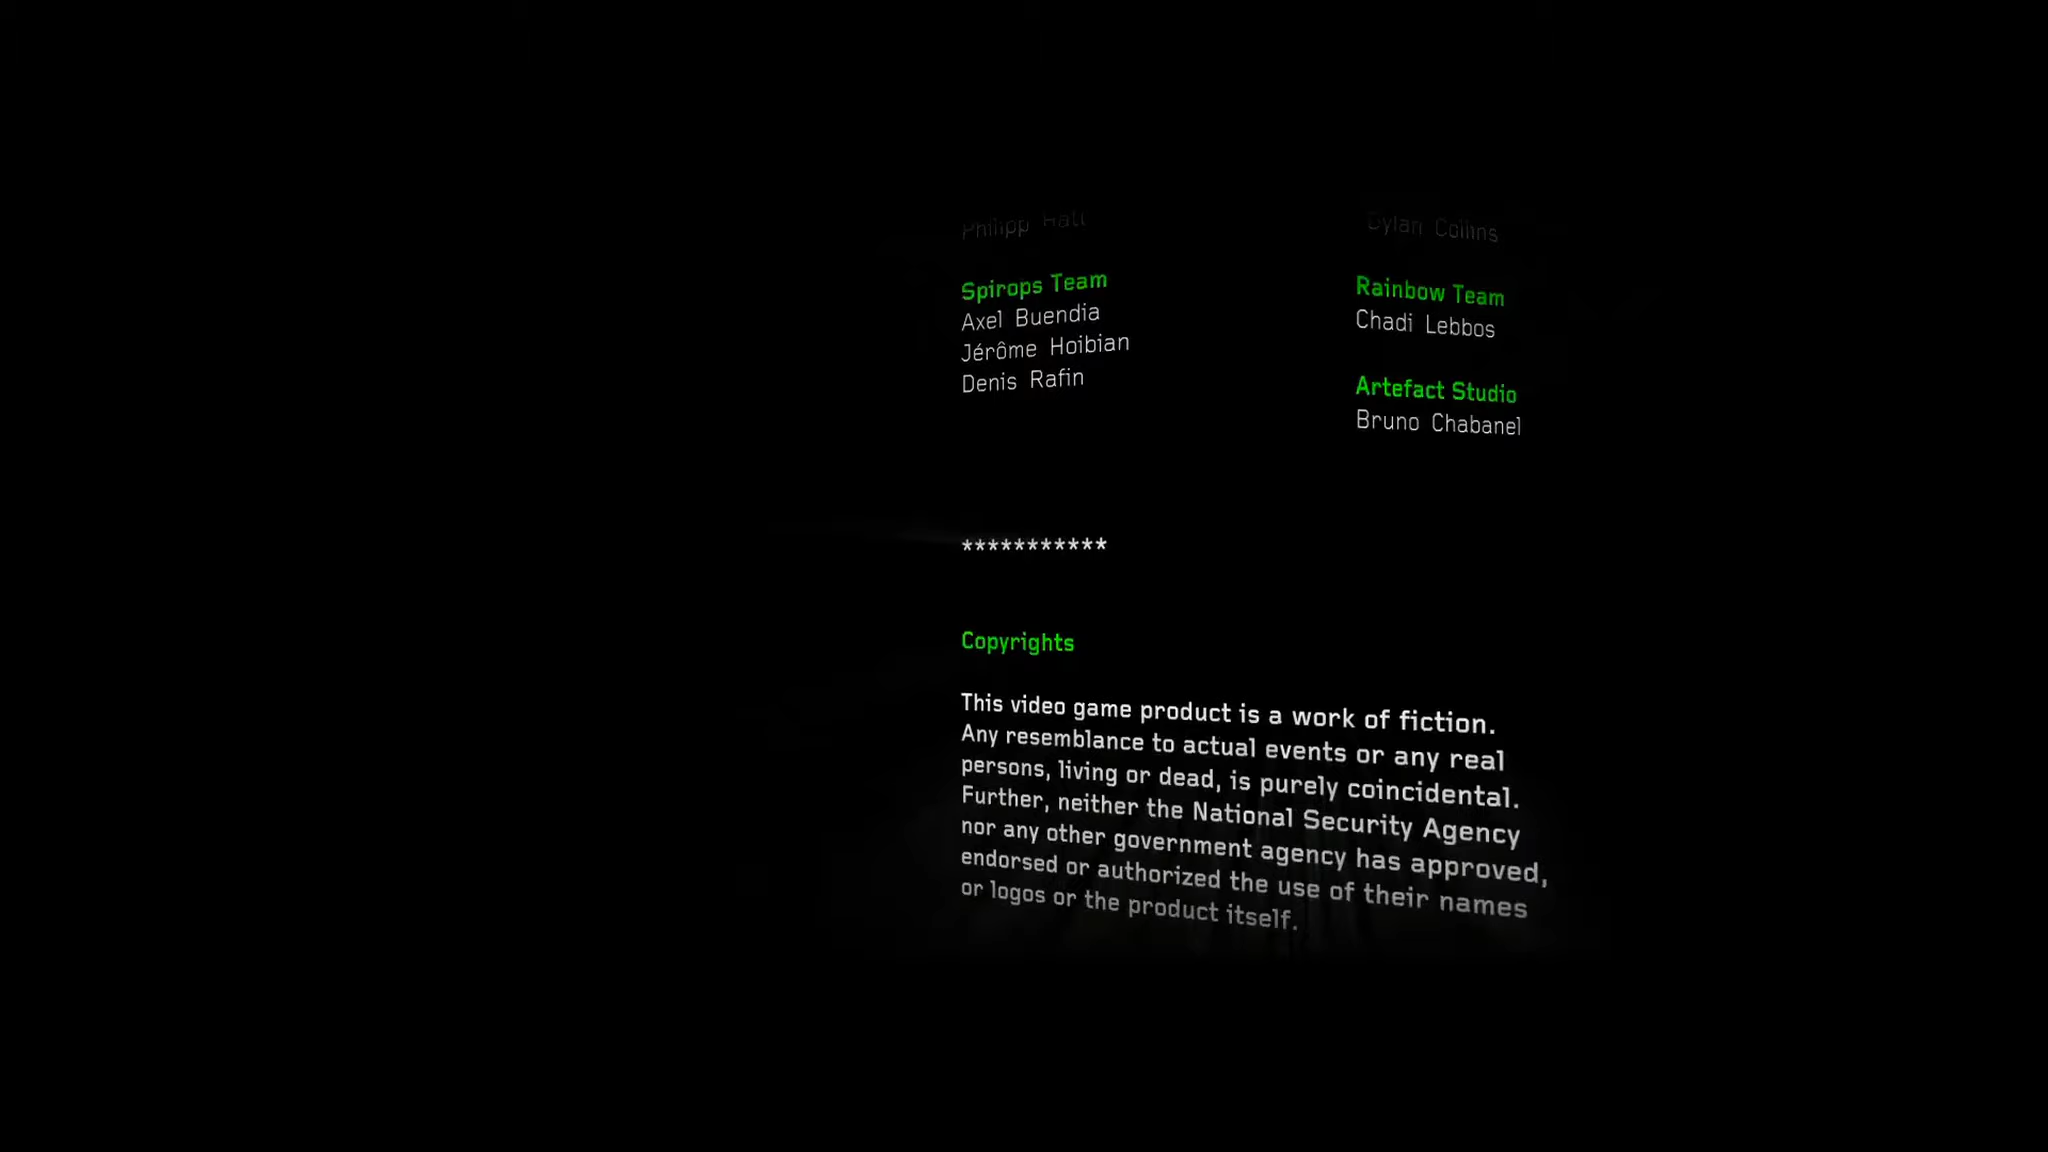 Philipp
Dylan Collins
Spirops Team
Axel Buendia
Jérôme Hoibian
Denis Rafin
Rainbow Team
Chadi Lebbos
Artefact Studio
Bruno Chabanel
***********
Copyrights
This video game product is a work of fiction.
Any resemblance to actual events or any real
persons, living or dead, is purely coincidental.
Further, neither the National Security Agency
nor any other government agency has approved,
endorsed or authorized the use of their names
or logos or the product itself.